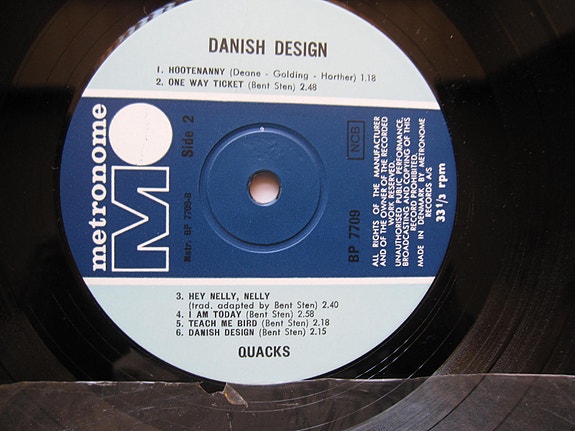 DANISH DESIGN
1. HOOTENANNY (Deane - Golding - Horther) 1.18
2. ONE WAY TICKET (Bent Sten) 2.48
metronome
MO
Matr. BP 7709-B
Side 2
NCB
BP 7709
ALL RIGHTS OF THE MANUFACTURER
AND OF THE OWNER OF THE RECORDED
WORK RESERVED.
UNAUTHORISED PUBLIC PERFORMANCE,
BROADCASTING AND COPYING OF THIS
RECORD PROHIBITED.
MADE IN DENMARK BY METRONOME
RECORDS A/S
33 1/3 rpm
3. HEY NELLY, NELLY
(trad. adapted by Bent Sten) 2.40
4. I AM TODAY (Bent Sten) 2.58
5. TEACH ME BIRD (Bent Sten) 2.18
6. DANISH DESIGN (Bent Sten) 2.15
QUACKS